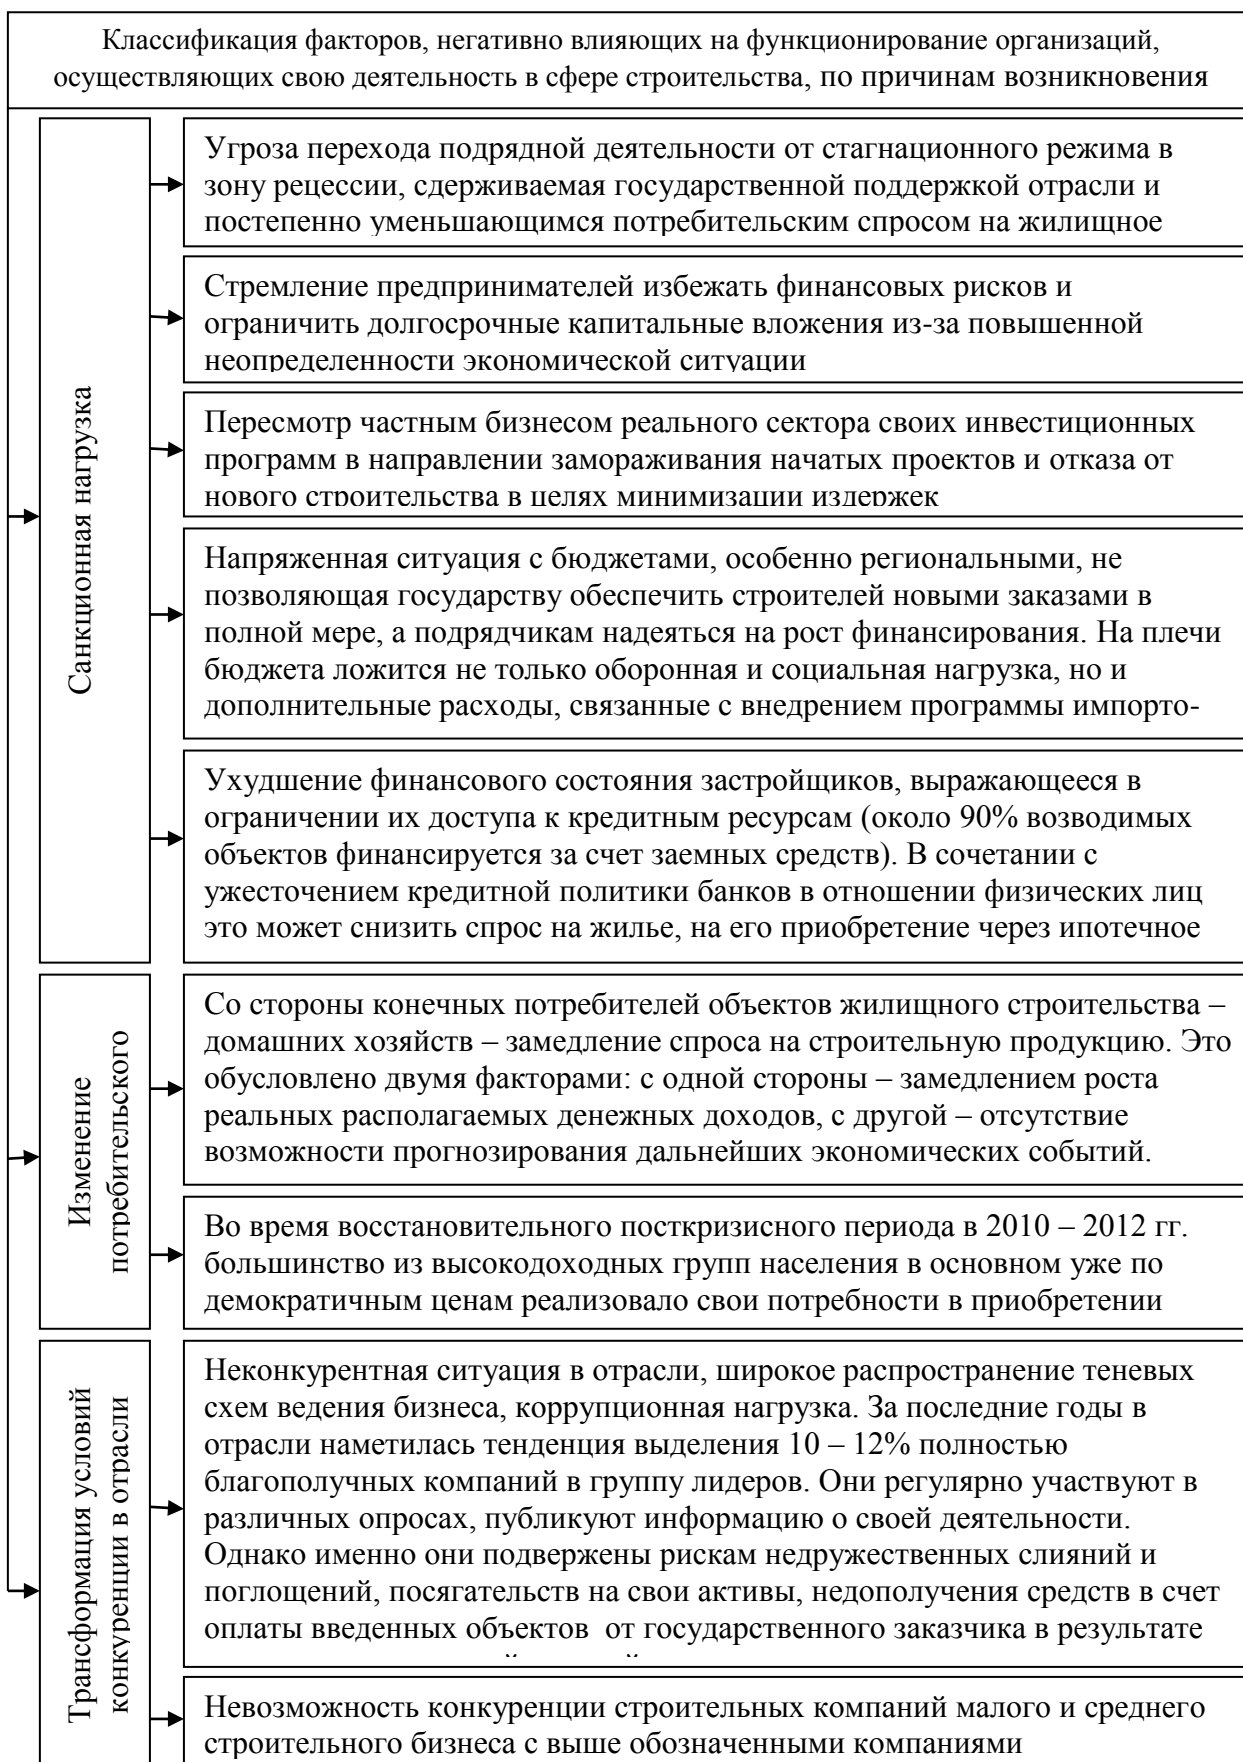 Классификация факторов, негативно влияющих на функционирование организаций,
осуществляющих свою деятельность в сфере строительства, по причинам возникновения
Санкционная нагрузка
Угроза перехода подрядной деятельности от стагнационного режима в
зону рецессии, сдерживаемая государственной поддержкой отрасли и
постепенно уменьшающимся потребительским спросом на жилищное
Стремление предпринимателей избежать финансовых рисков и
ограничить долгосрочные капитальные вложения из-за повышенной
неопределенности экономической ситуации
Пересмотр частным бизнесом реального сектора своих инвестиционных
программ в направлении замораживания начатых проектов и отказа от
нового строительства в целях минимизации издержек
Напряженная ситуация с бюджетами, особенно региональными, не
позволяющая государству обеспечить строителей новыми заказами в
полной мере, а подрядчикам надеяться на рост финансирования. На плечи
бюджета ложится не только оборонная и социальная нагрузка, но и
дополнительные расходы, связанные с внедрением программы импорто-
Ухудшение финансового состояния застройщиков, выражающееся в
ограничении их доступа к кредитным ресурсам (около 90% возводимых
объектов финансируется за счет заемных средств). В сочетании с
ужесточением кредитной политики банков в отношении физических лиц
это может снизить спрос на жилье, на его приобретение через ипотечное
Изменение
потребительского
Со стороны конечных потребителей объектов жилищного строительства –
домашних хозяйств – замедление спроса на строительную продукцию. Это
обусловлено двумя факторами: с одной стороны – замедлением роста
реальных располагаемых денежных доходов, с другой – отсутствие
возможности прогнозирования дальнейших экономических событий.
Во время восстановительного посткризисного периода в 2010 – 2012 гг.
большинство из высокодоходных групп населения в основном уже по
демократичным ценам реализовало свои потребности в приобретении
Трансформация условий
конкуренции в отрасли
Неконкурентная ситуация в отрасли, широкое распространение теневых
схем ведения бизнеса, коррупционная нагрузка. За последние годы в
отрасли наметилась тенденция выделения 10 – 12% полностью
благополучных компаний в группу лидеров. Они регулярно участвуют в
различных опросах, публикуют информацию о своей деятельности.
Однако именно они подвержены рискам недружественных слияний и
поглощений, посягательств на свои активы, недополучения средств в счет
оплаты введенных объектов от государственного заказчика в результате
Невозможность конкуренции строительных компаний малого и среднего
строительного бизнеса с выше обозначенными компаниями